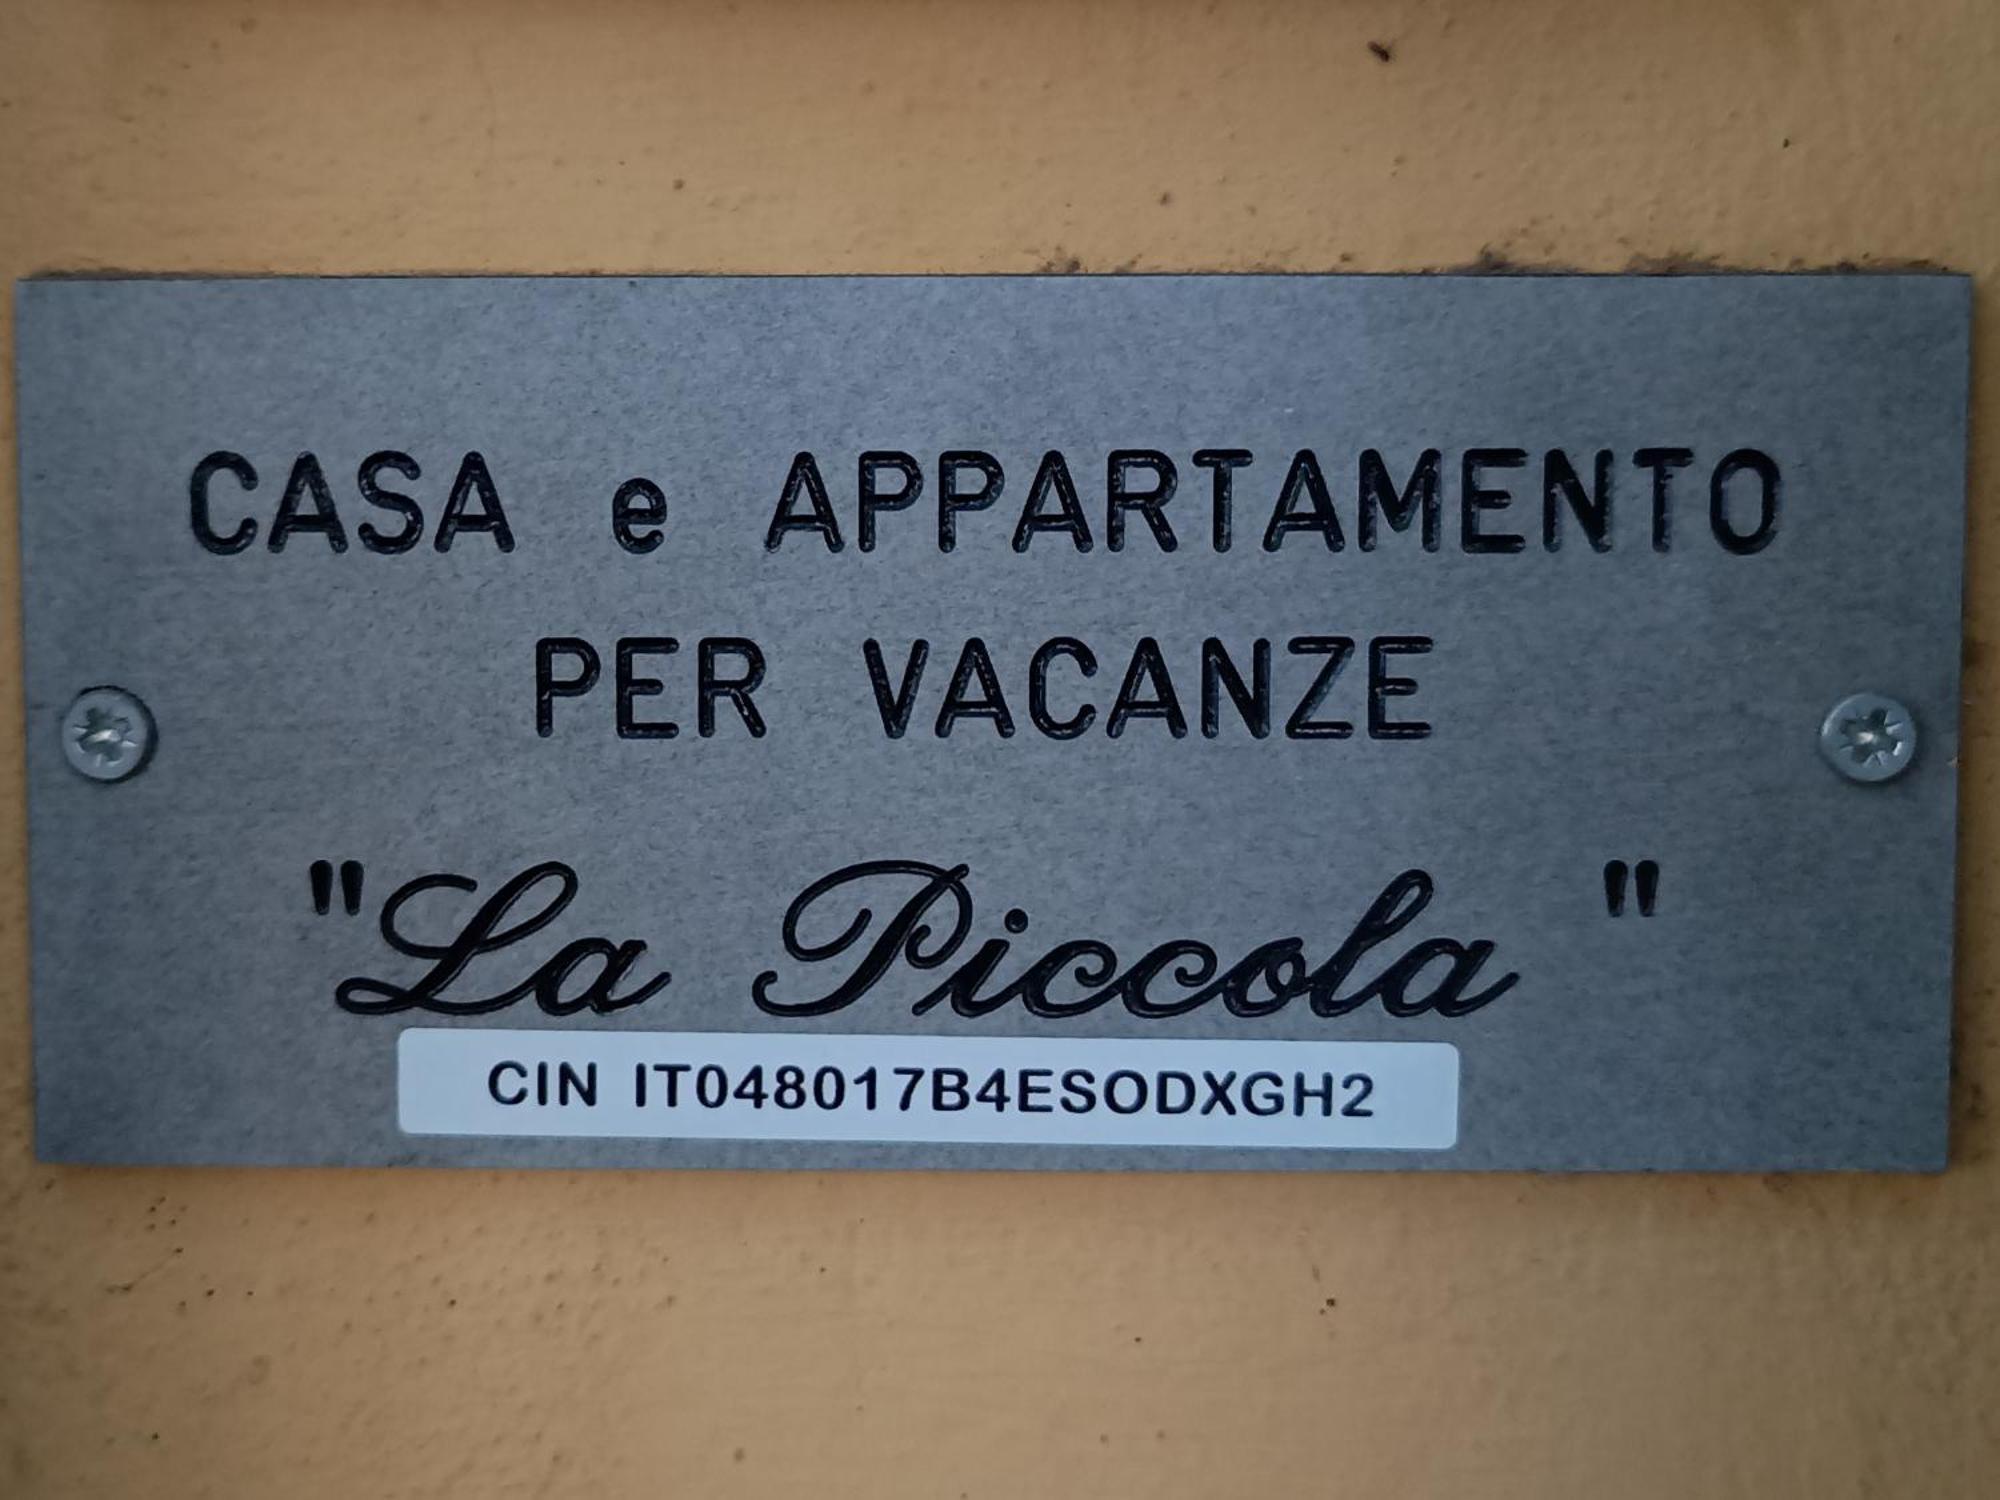 CASA e APPARTAMENTO
PER VACANZE
"La Piccola "
CIN IT048017B4ESODXGH2